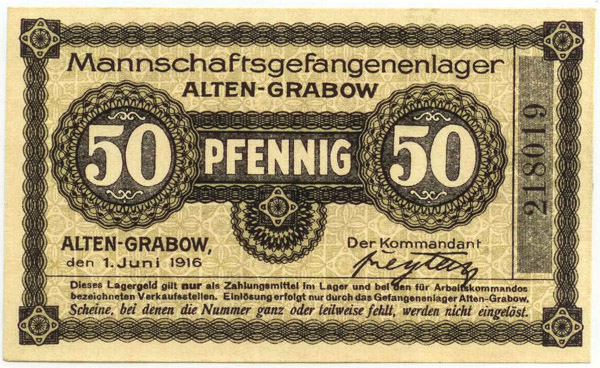 Mannschaftsgefangenenlager
ALTEN-GRABOW
50 PFENNIG 50
218019
ALTEN-GRABOW,
den 1. Juni 1916
Der Kommandant
Dieses Lagergeld gilt nur als Zahlungsmittel im Lager und bei den für Arbeitskommandos
bezeichneten Verkaufsstellen. Einlösung erfolgt nur durch das Gefangenenlager Alten-Grabow,
Scheine, bei denen die Nummer ganz oder teilweise fehlt, werden nicht eingelöst.